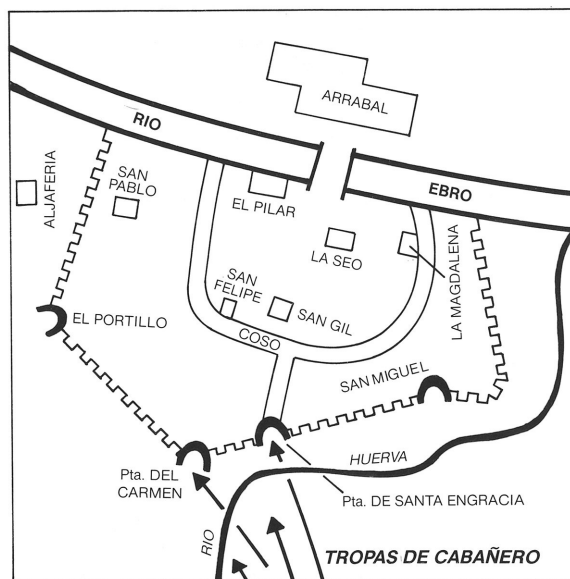 ARRABAL
RIO
EBRO
ALJAFERIA
SAN
PABLO
EL PILAR
LA SEO
LA MAGDALENA
SAN
FELIPE
SAN GIL
EL PORTILLO
COSO
SAN MIGUEL
HUERVA
Pta. DEL
CARMEN
Pta. DE SANTA ENGRACIA
RIO
TROPAS DE CABAÑERO